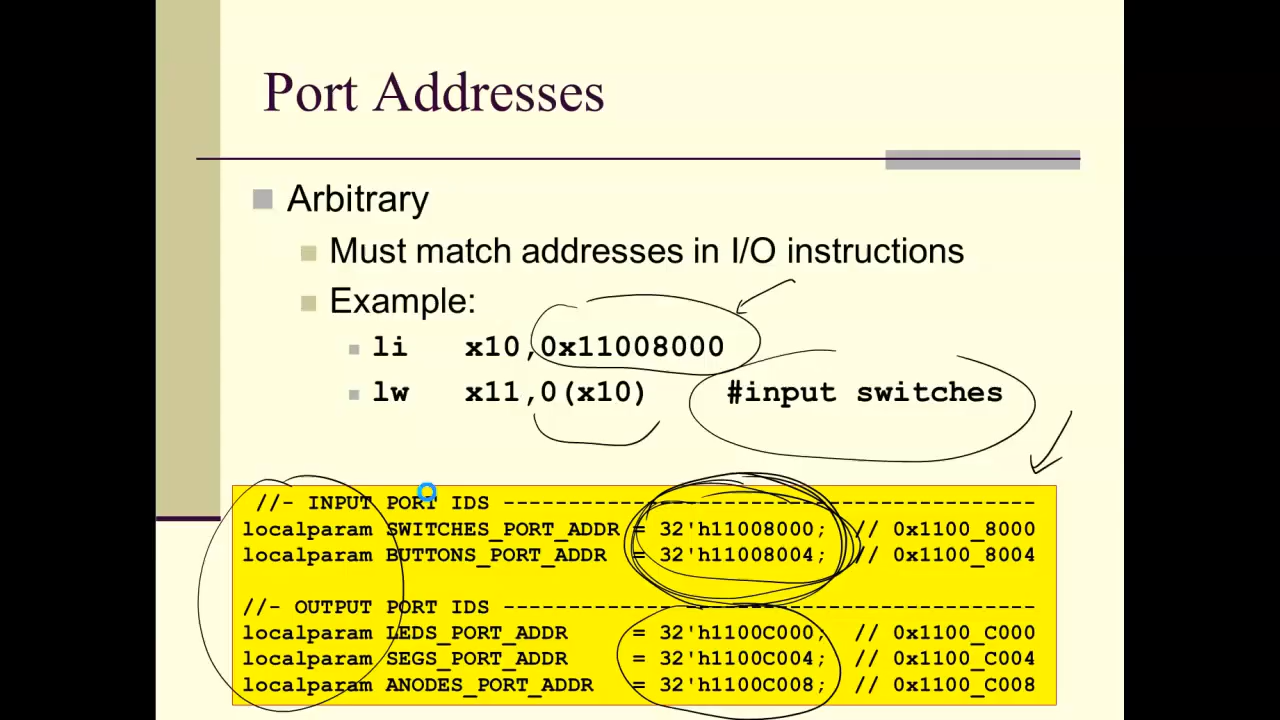 Port Addresses
Arbitrary
Must match addresses in I/O instructions
Example:
li x10,0x11008000
lw x11,0(x10) #input switches
//- INPUT PORT IDS -----------------------------------------
localparam SWITCHES_PORT_ADDR = 32'h11008000; // 0x1100_8000
localparam BUTTONS_PORT_ADDR = 32'h11008004; // 0x1100_8004
//- OUTPUT PORT IDS -----------------------------------------
localparam LEDS_PORT_ADDR = 32'h1100C000; // 0x1100_C000
localparam SEGS_PORT_ADDR = 32'h1100C004; // 0x1100_C004
localparam ANODES_PORT_ADDR = 32'h1100C008; // 0x1100_C008